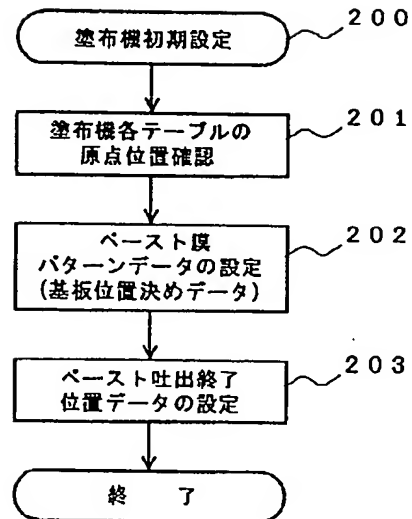 塗布機初期設定
200
塗布機各テーブルの
原点位置確認
201
ペースト膜
パターンデータの設定
(基板位置決めデータ)
202
ペースト吐出終了
位置データの設定
203
終 了